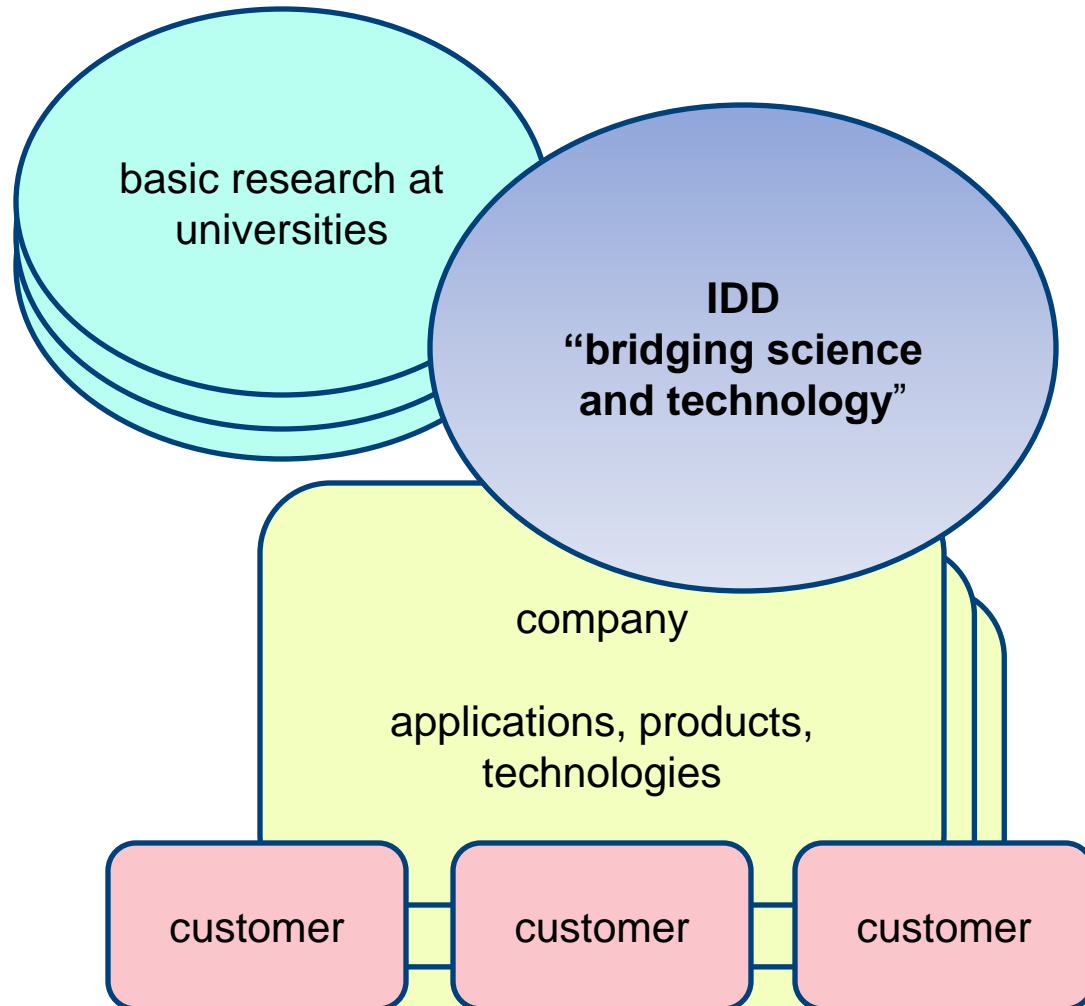 basic research at
universities
IDD
“bridging science
and technology”
company
applications, products,
technologies
customer
customer
customer